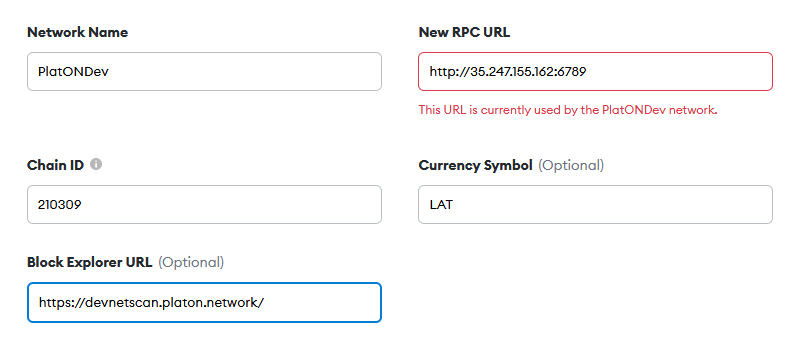 Network Name
New RPC URL
PlatONDev
http://35.247.155.162:6789
This URL is currently used by the PlatONDev network.
Chain ID
Currency Symbol (Optional)
210309
LAT
Block Explorer URL (Optional)
https://devnetscan.platon.network/